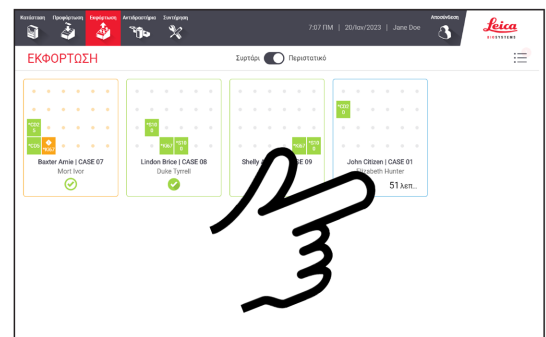 Κατάσταση Προφόρτωση Εκφόρτωση Αντιδραστήρια Συντήρηση
7:07 ΠΜ | 20/Ιαν/2023 | Jane Doe
Αποσύνδεση
Leica
BIOSYSTEMS
ΕΚΦΟΡΤΩΣΗ
Συρτάρι Περιστατικό
Baxter Amie | CASE 07
Mort Ivor
Lindon Brice | CASE 08
Duke Tyrrell
Shelly
SE 09
John Citizen | CASE 01
Elizabeth Hunter
51 λεπ...